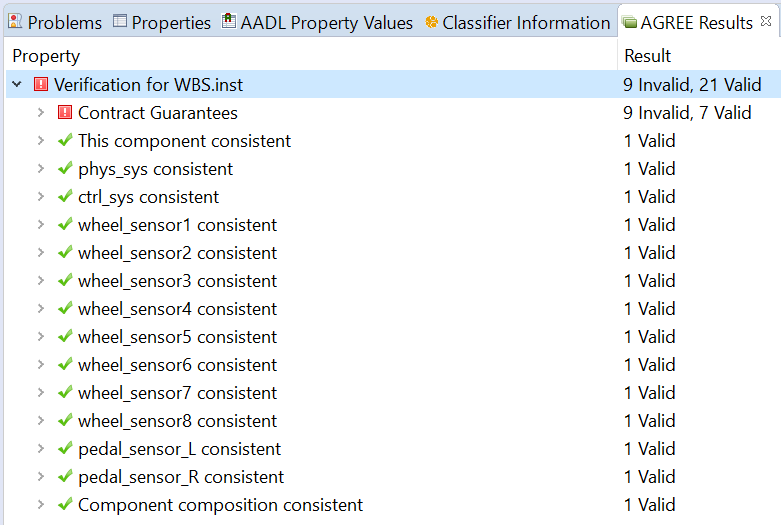 Problems Properties AADL Property Values Classifier Information AGREE Results
Property Result
Verification for WBS.inst 9 Invalid, 21 Valid
Contract Guarantees 9 Invalid, 7 Valid
This component consistent 1 Valid
phys_sys consistent 1 Valid
ctrl_sys consistent 1 Valid
wheel_sensor1 consistent 1 Valid
wheel_sensor2 consistent 1 Valid
wheel_sensor3 consistent 1 Valid
wheel_sensor4 consistent 1 Valid
wheel_sensor5 consistent 1 Valid
wheel_sensor6 consistent 1 Valid
wheel_sensor7 consistent 1 Valid
wheel_sensor8 consistent 1 Valid
pedal_sensor_L consistent 1 Valid
pedal_sensor_R consistent 1 Valid
Component composition consistent 1 Valid